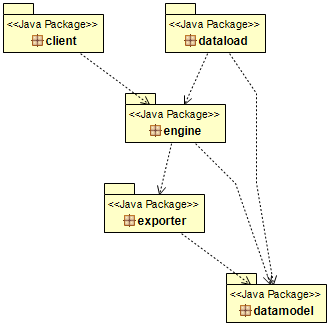 <<Java Package>>
client
<<Java Package>>
dataload
<<Java Package>>
engine
<<Java Package>>
exporter
<<Java Package>>
datamodel